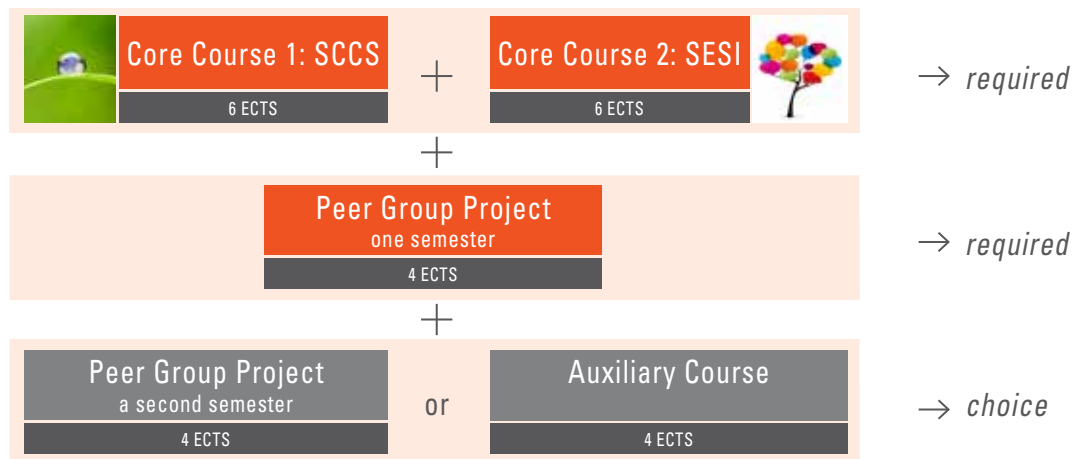 Core Course 1: SCCS + Core Course 2: SESI → required
6 ECTS 6 ECTS
+
Peer Group Project
one semester → required
4 ECTS
+
Peer Group Project Auxiliary Course
a second semester or → choice
4 ECTS 4 ECTS